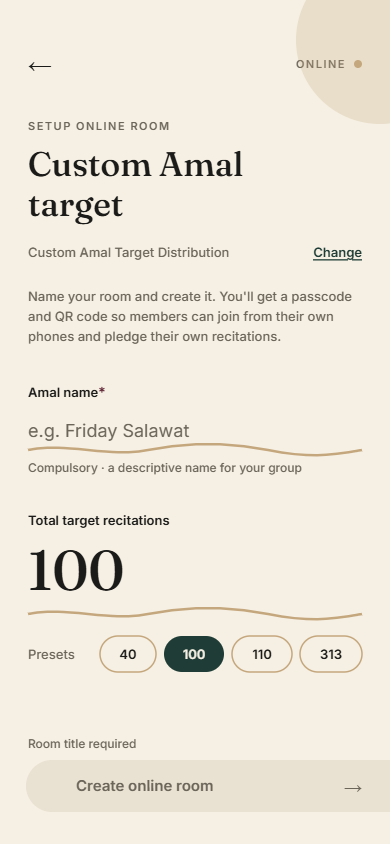 ←
ONLINE
SETUP ONLINE ROOM
Custom Amal
target
Custom Amal Target Distribution Change
Name your room and create it. You'll get a passcode
and QR code so members can join from their own
phones and pledge their own recitations.
Amal name*
e.g. Friday Salawat
Compulsory · a descriptive name for your group
Total target recitations
100
Presets 40 100 110 313
Room title required
Create online room →